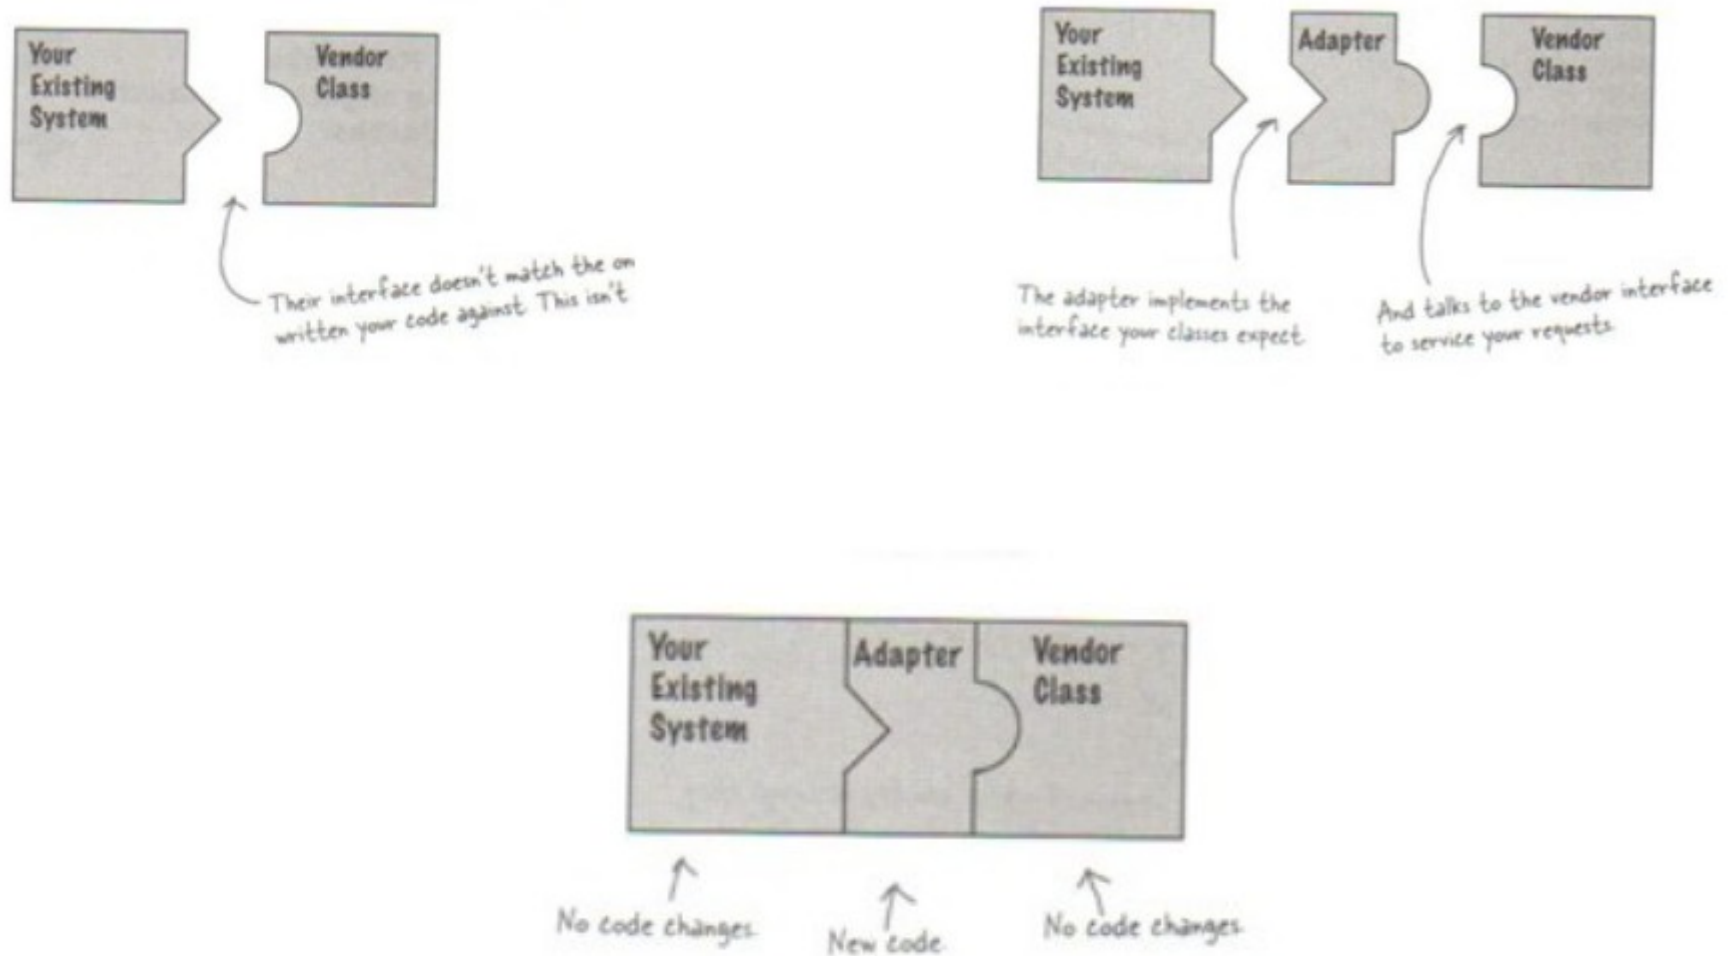 Your
Existing
System
Vendor
Class
Their interface doesn't match the on
written your code against. This isn't
Your
Existing
System
Adapter
Vendor
Class
The adapter implements the
interface your classes expect.
And talks to the vendor interface
to service your requests.
Your
Existing
System
Adapter
Vendor
Class
No code changes.
New code.
No code changes.